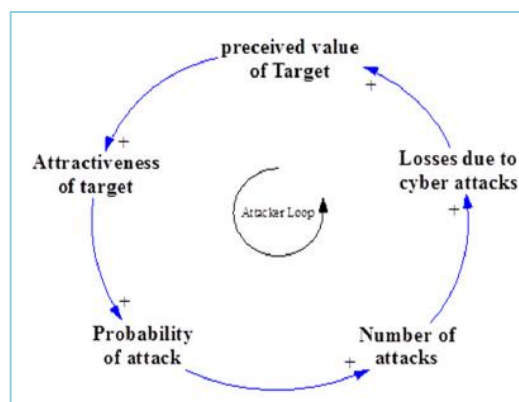 preceived value
of Target
+
+
Attractiveness
of target
Losses due to
cyber attacks
+
Attacker Loop
+
Probability
of attack
Number of
attacks
+